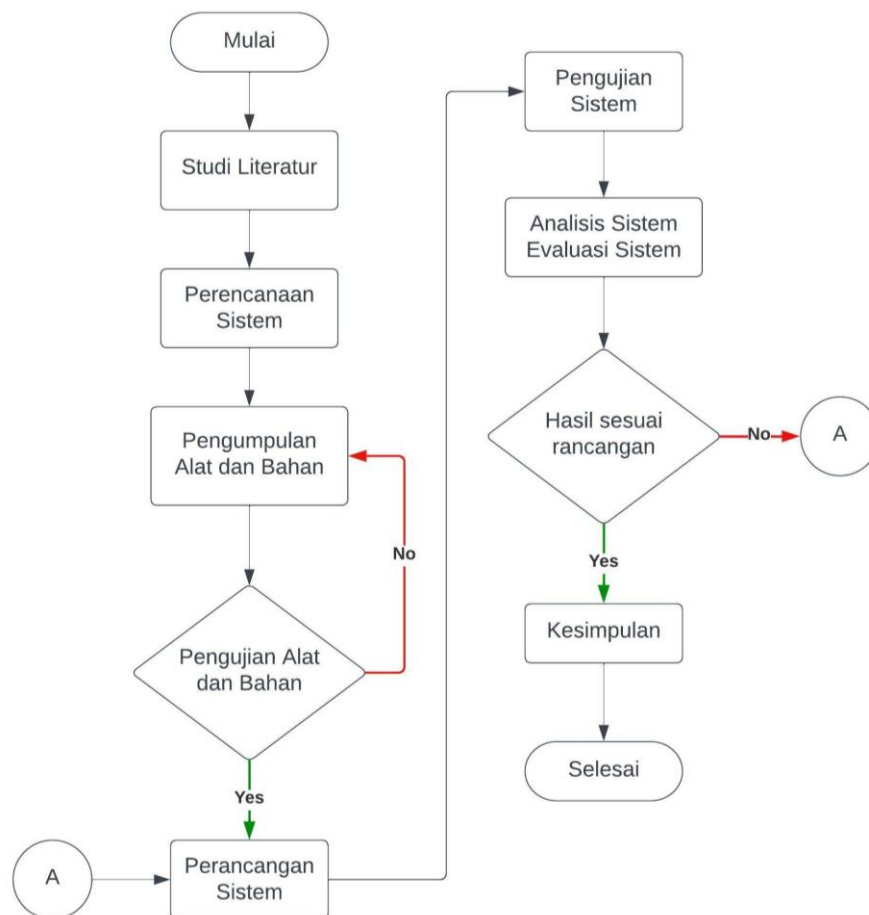 Mulai
Studi Literatur
Perencanaan
Sistem
Pengumpulan
Alat dan Bahan
No
Pengujian Alat
dan Bahan
Yes
A
Perancangan
Sistem
Pengujian
Sistem
Analisis Sistem
Evaluasi Sistem
Hasil sesuai
rancangan
No
A
Yes
Kesimpulan
Selesai